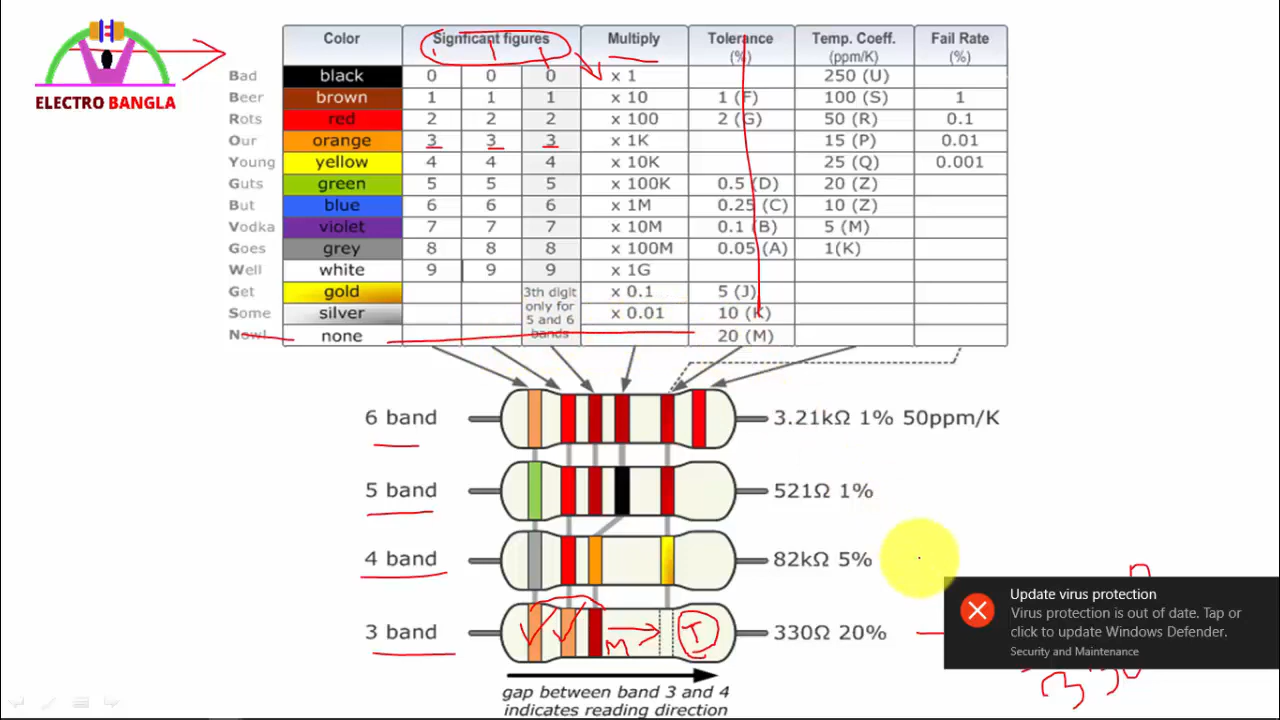 ELECTRO BANGLA
Color Signficant figures Multiply Tolerance (%) Temp. Coeff. (ppm/K) Fail Rate (%)
Bad black 0 0 0 x 1 250 (U)
Beer brown 1 1 1 x 10 1 (F) 100 (S) 1
Rots red 2 2 2 x 100 2 (G) 50 (R) 0.1
Our orange 3 3 3 x 1K 15 (P) 0.01
Young yellow 4 4 4 x 10K 25 (Q) 0.001
Guts green 5 5 5 x 100K 0.5 (D) 20 (Z)
But blue 6 6 6 x 1M 0.25 (C) 10 (Z)
Vodka violet 7 7 7 x 10M 0.1 (B) 5 (M)
Goes grey 8 8 8 x 100M 0.05 (A) 1(K)
Well white 9 9 9 x 1G
Get gold x 0.1 5 (J)
Some silver x 0.01 10 (K)
Now! none 20 (M)
3th digit
only for
5 and 6
bands
6 band 3.21kΩ 1% 50ppm/K
5 band 521Ω 1%
4 band 82kΩ 5%
3 band M T 330Ω 20%
gap between band 3 and 4
indicates reading direction
Update virus protection
Virus protection is out of date. Tap or
click to update Windows Defender.
Security and Maintenance